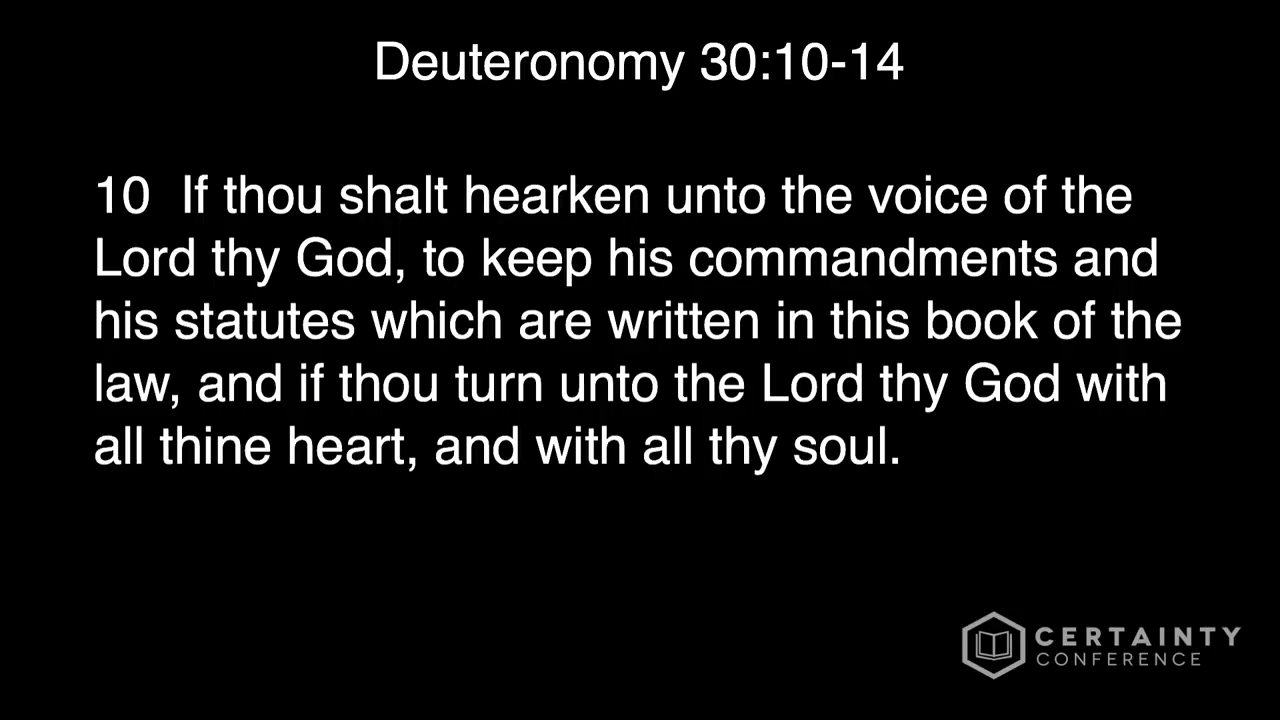 Deuteronomy 30:10-14
10 If thou shalt hearken unto the voice of the
Lord thy God, to keep his commandments and
his statutes which are written in this book of the
law, and if thou turn unto the Lord thy God with
all thine heart, and with all thy soul.
CERTAINTY
CONFERENCE